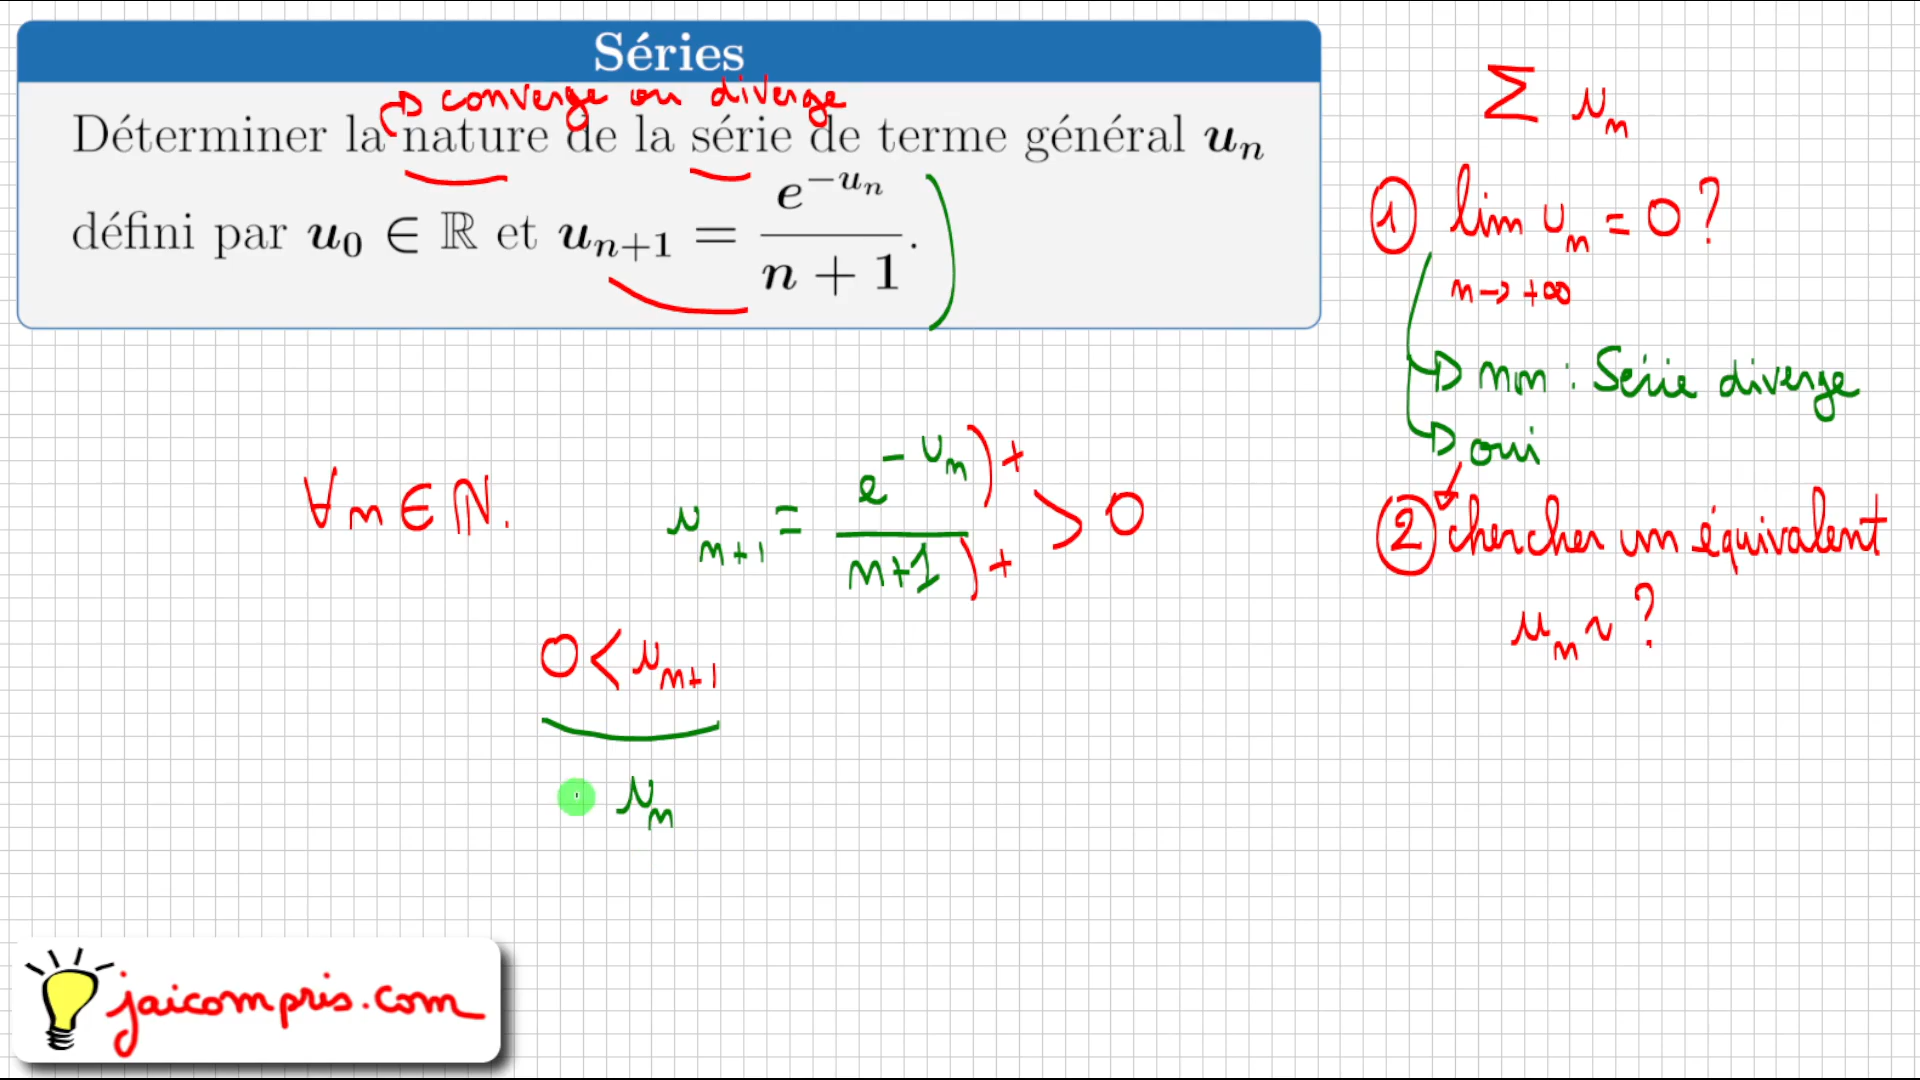 Séries
converge ou diverge
Déterminer la nature de la série de terme général uₙ
défini par u₀ ∈ ℝ et uₙ₊₁ = e^(-uₙ) / (n + 1).
∑ uₙ
① lim uₙ = 0 ?
n → +∞
non : Série diverge
oui
② chercher un équivalent
uₙ ~ ?
∀n ∈ ℕ. uₙ₊₁ = e^(-uₙ) )+ / (n+1) )+ > 0
0 < uₙ₊₁
uₙ
jaicompris.com